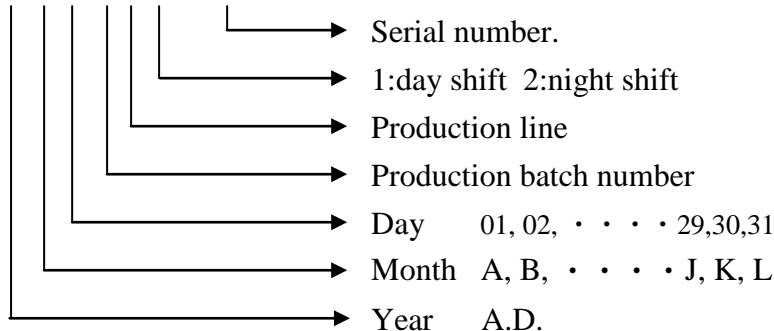 Serial number.
1:day shift 2:night shift
Production line
Production batch number
Day 01, 02, ・ ・ ・ ・ 29,30,31
Month A, B, ・ ・ ・ ・ J, K, L
Year A.D.